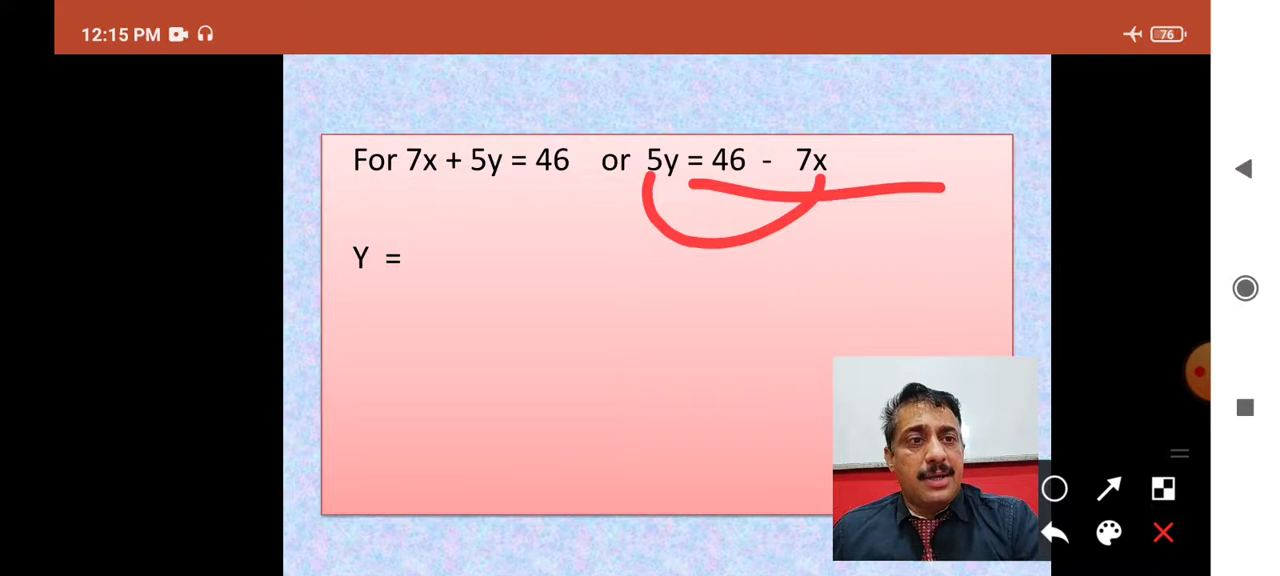 12:15 PM
76
For 7x + 5y = 46 or 5y = 46 - 7x
Y =